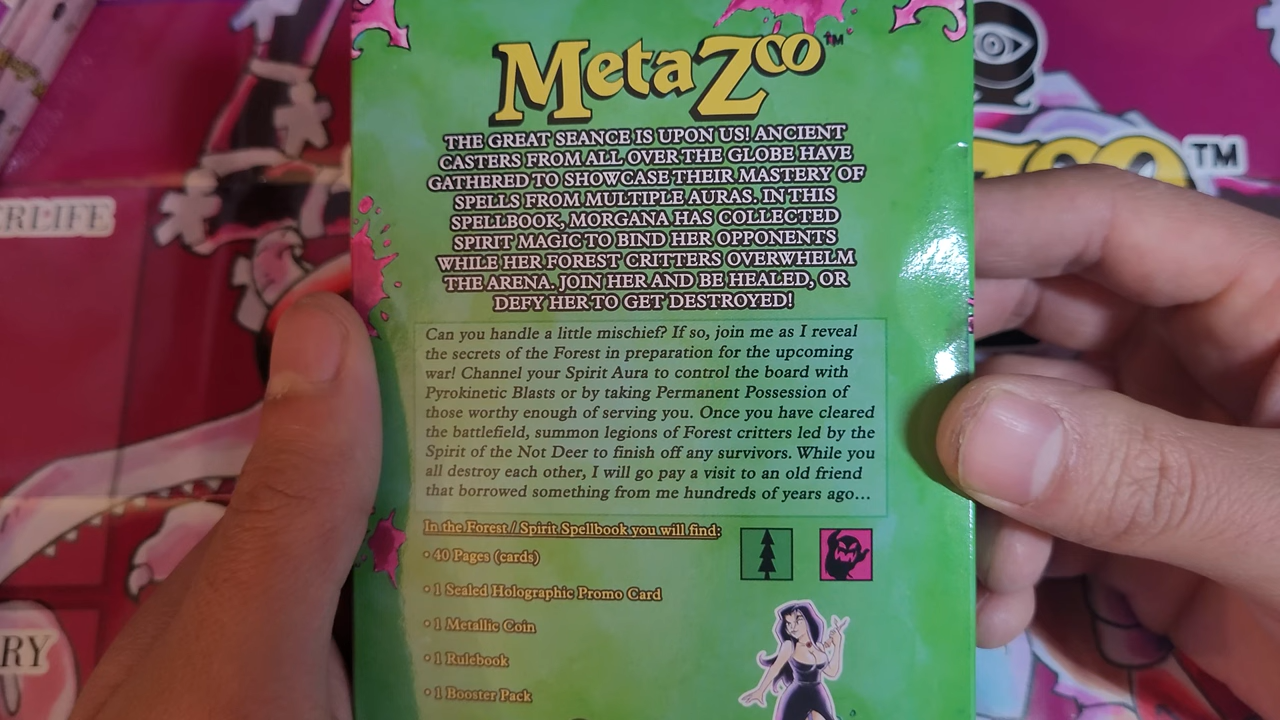 MetaZoo™
THE GREAT SEANCE IS UPON US! ANCIENT
CASTERS FROM ALL OVER THE GLOBE HAVE
GATHERED TO SHOWCASE THEIR MASTERY OF
SPELLS FROM MULTIPLE AURAS. IN THIS
SPELLBOOK, MORGANA HAS COLLECTED
SPIRIT MAGIC TO BIND HER OPPONENTS
WHILE HER FOREST CRITTERS OVERWHELM
THE ARENA. JOIN HER AND BE HEALED, OR
DEFY HER TO GET DESTROYED!
Can you handle a little mischief? If so, join me as I reveal
the secrets of the Forest in preparation for the upcoming
war! Channel your Spirit Aura to control the board with
Pyrokinetic Blasts or by taking Permanent Possession of
those worthy enough of serving you. Once you have cleared
the battlefield, summon legions of Forest critters led by the
Spirit of the Not Deer to finish off any survivors. While you
all destroy each other, I will go pay a visit to an old friend
that borrowed something from me hundreds of years ago...
In the Forest / Spirit Spellbook you will find:
• 40 Pages (cards)
• 1 Sealed Holographic Promo Card
• 1 Metallic Coin
• 1 Rulebook
• 1 Booster Pack
ERLIFE
RY
ZOO™